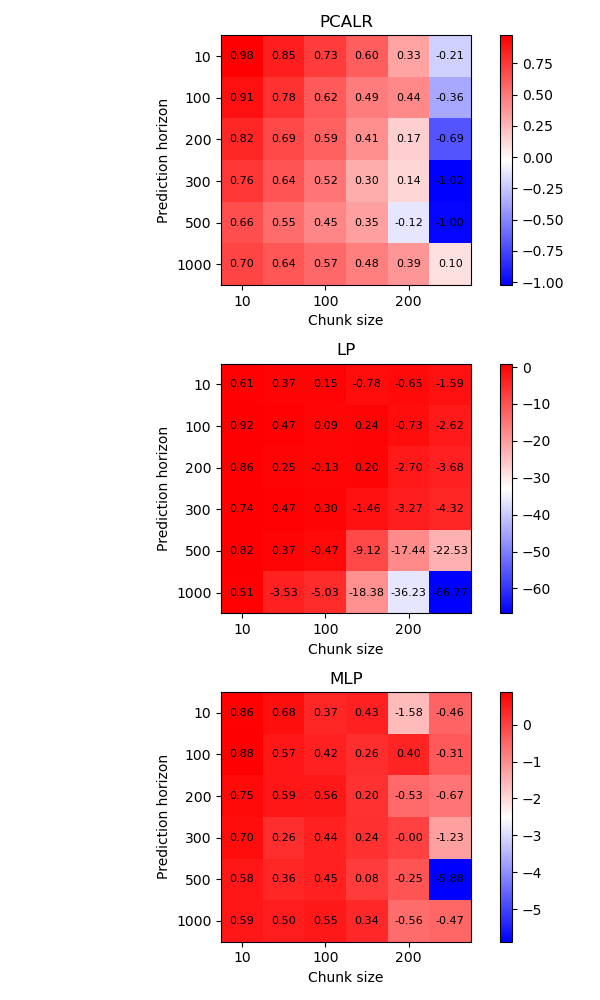 PCALR
10 0.98 0.85 0.73 0.60 0.33 -0.21
100 0.91 0.78 0.62 0.49 0.44 -0.36
200 0.82 0.69 0.59 0.41 0.17 -0.69
300 0.76 0.64 0.52 0.30 0.14 -1.02
500 0.66 0.55 0.45 0.35 -0.12 -1.00
1000 0.70 0.64 0.57 0.48 0.39 0.10
10 100 200
Chunk size
Prediction horizon
0.75
0.50
0.25
0.00
−0.25
−0.50
−0.75
−1.00
LP
10 0.61 0.37 0.15 -0.78 -0.65 -1.59
100 0.92 0.47 0.09 0.24 -0.73 -2.62
200 0.86 0.25 -0.13 0.20 -2.70 -3.68
300 0.74 0.47 0.30 -1.46 -3.27 -4.32
500 0.82 0.37 -0.47 -9.12 -17.44 -22.53
1000 0.51 -3.53 -5.03 -18.38 -36.23 -66.77
10 100 200
Chunk size
Prediction horizon
0
−10
−20
−30
−40
−50
−60
MLP
10 0.86 0.68 0.37 0.43 -1.58 -0.46
100 0.88 0.57 0.42 0.26 0.40 -0.31
200 0.75 0.59 0.56 0.20 -0.53 -0.67
300 0.70 0.26 0.44 0.24 -0.00 -1.23
500 0.58 0.36 0.45 0.08 -0.25 -5.88
1000 0.59 0.50 0.55 0.34 -0.56 -0.47
10 100 200
Chunk size
Prediction horizon
0
−1
−2
−3
−4
−5